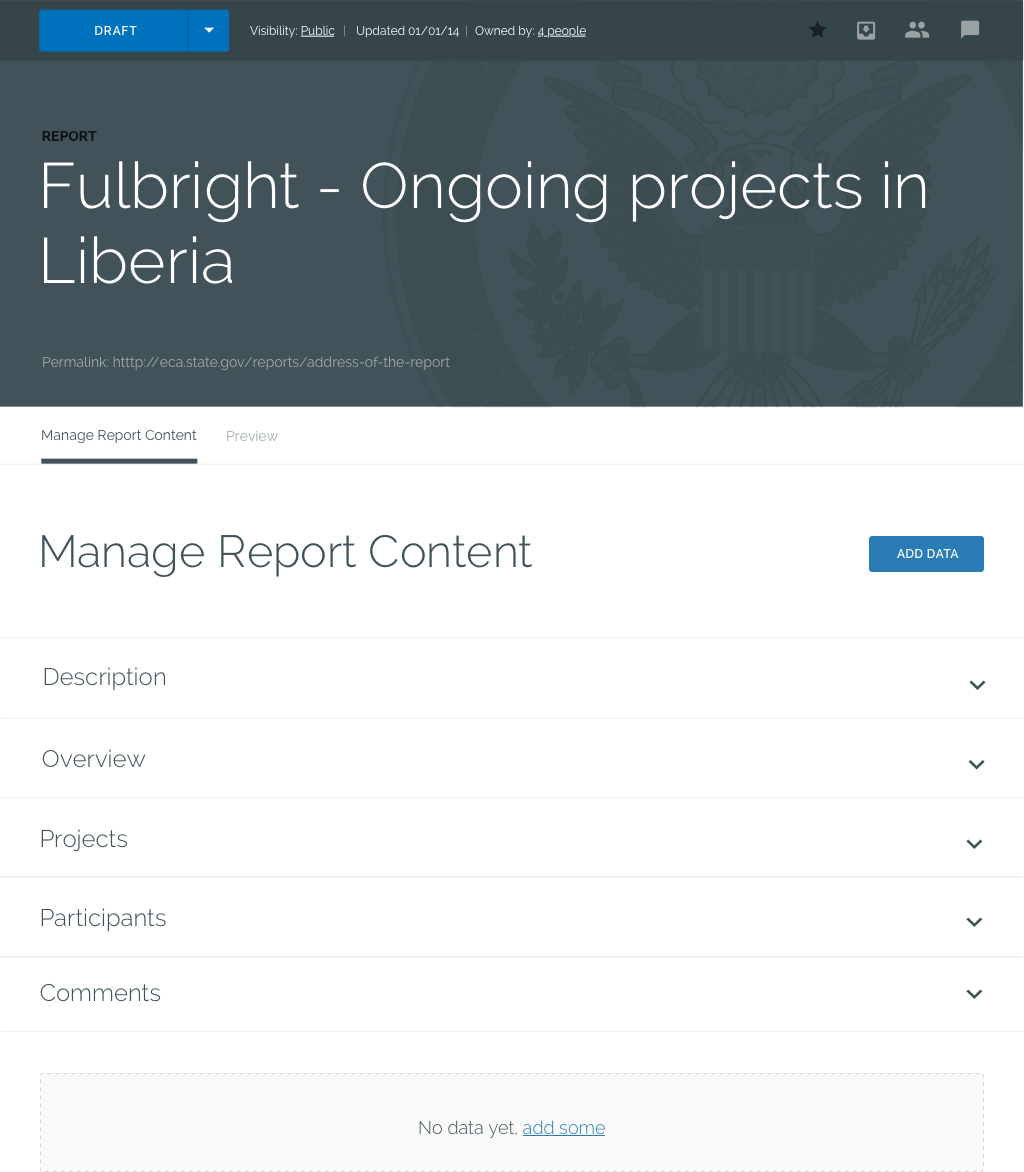 DRAFT
Visibility: Public | Updated 01/01/14 | Owned by: 4 people
REPORT
Fulbright - Ongoing projects in
Liberia
Permalink: htttp://eca.state.gov/reports/address-of-the-report
Manage Report Content Preview
Manage Report Content
ADD DATA
Description
Overview
Projects
Participants
Comments
No data yet, add some